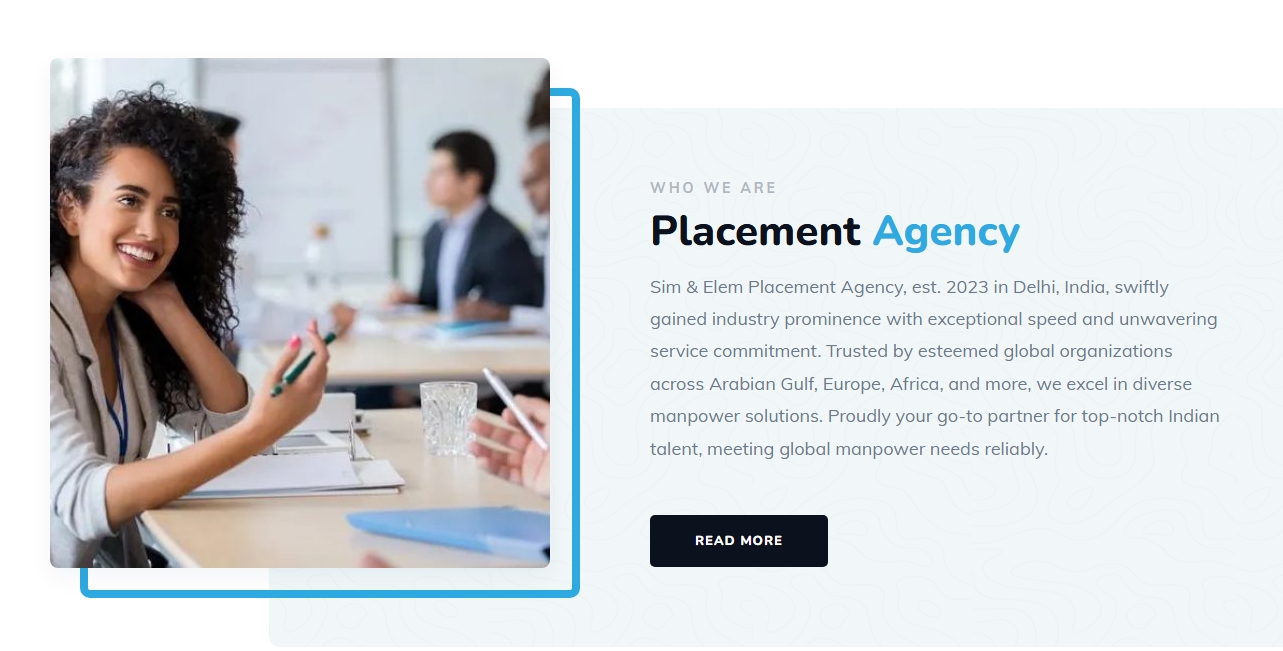 WHO WE ARE
Placement Agency
Sim & Elem Placement Agency, est. 2023 in Delhi, India, swiftly
gained industry prominence with exceptional speed and unwavering
service commitment. Trusted by esteemed global organizations
across Arabian Gulf, Europe, Africa, and more, we excel in diverse
manpower solutions. Proudly your go-to partner for top-notch Indian
talent, meeting global manpower needs reliably.
READ MORE